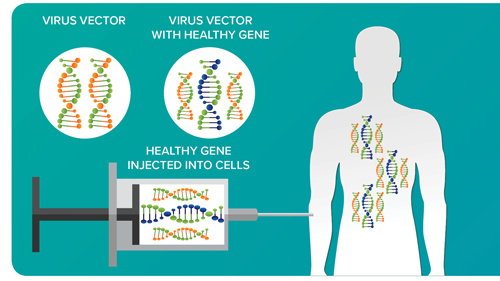 VIRUS VECTOR
VIRUS VECTOR
WITH HEALTHY GENE
HEALTHY GENE
INJECTED INTO CELLS